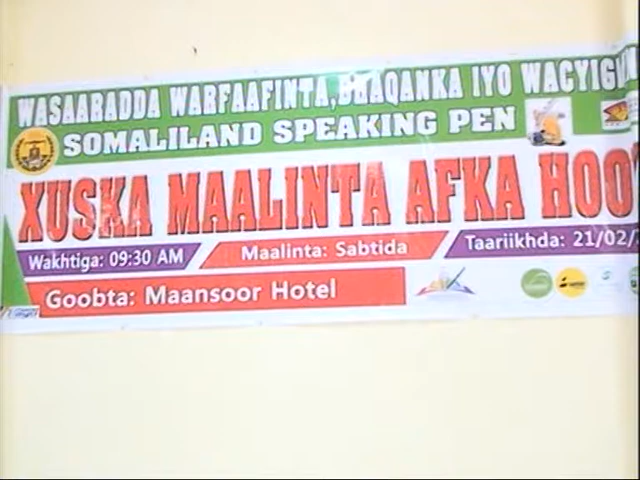 WASAARADDA WARFAAFINTA, DHAQANKA IYO WACYIG
SOMALILAND SPEAKING PEN
XUSKA MAALINTA AFKA HOO
Wakhtiga: 09:30 AM
Maalinta: Sabtida
Taariikhda: 21/02/
Goobta: Maansoor Hotel